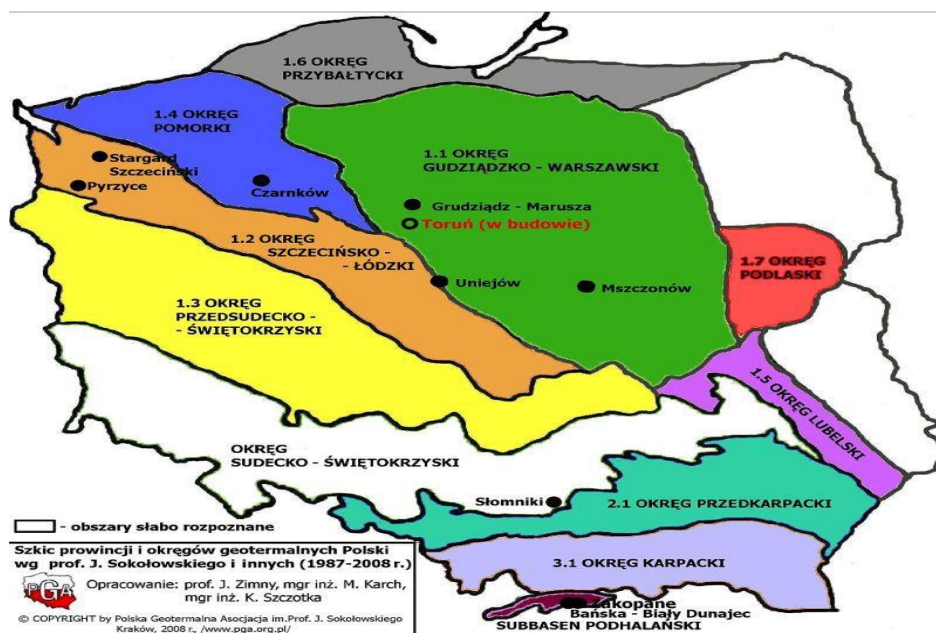 1.6 OKRĘG
PRZYBAŁTYCKI
1.4 OKRĘG
POMORKI
1.1 OKRĘG
GUDZIĄDZKO - WARSZAWSKI
Stargard
Szczeciński
Pyrzyce
Czarnków
Grudziądz - Marusza
Toruń (w budowie)
1.2 OKRĘG
SZCZECIŃSKO -
- ŁÓDZKI
1.7 OKRĘG
PODLASKI
Uniejów
Mszczonów
1.3 OKRĘG
PRZEDSUDECKO -
- ŚWIĘTOKRZYSKI
1.5 OKRĘG LUBELSKI
OKRĘG
SUDECKO - ŚWIĘTOKRZYSKI
Słomniki
2.1 OKRĘG PRZEDKARPACKI
3.1 OKRĘG KARPACKI
Zakopane
Bańska - Biały Dunajec
SUBBASEN PODHALAŃSKI
- obszary słabo rozpoznane
Szkic prowincji i okręgów geotermalnych Polski
wg prof. J. Sokołowskiego i innych (1987-2008 r.)
PGA
Opracowanie: prof. J. Zimny, mgr inż. M. Karch,
mgr inż. K. Szczotka
© COPYRIGHT by Polska Geotermalna Asocjacja im.Prof. J. Sokołowskiego
Kraków, 2008 r., /www.pga.org.pl/